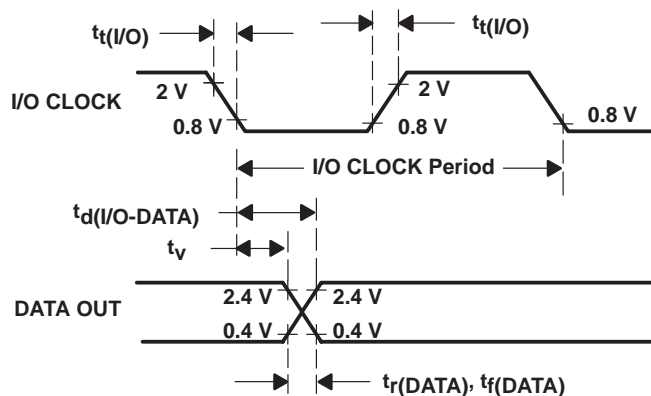 tt(I/O)
tt(I/O)
2 V
2 V
I/O CLOCK
0.8 V
0.8 V
0.8 V
I/O CLOCK Period
td(I/O-DATA)
tv
2.4 V
2.4 V
DATA OUT
0.4 V
0.4 V
tr(DATA), tf(DATA)